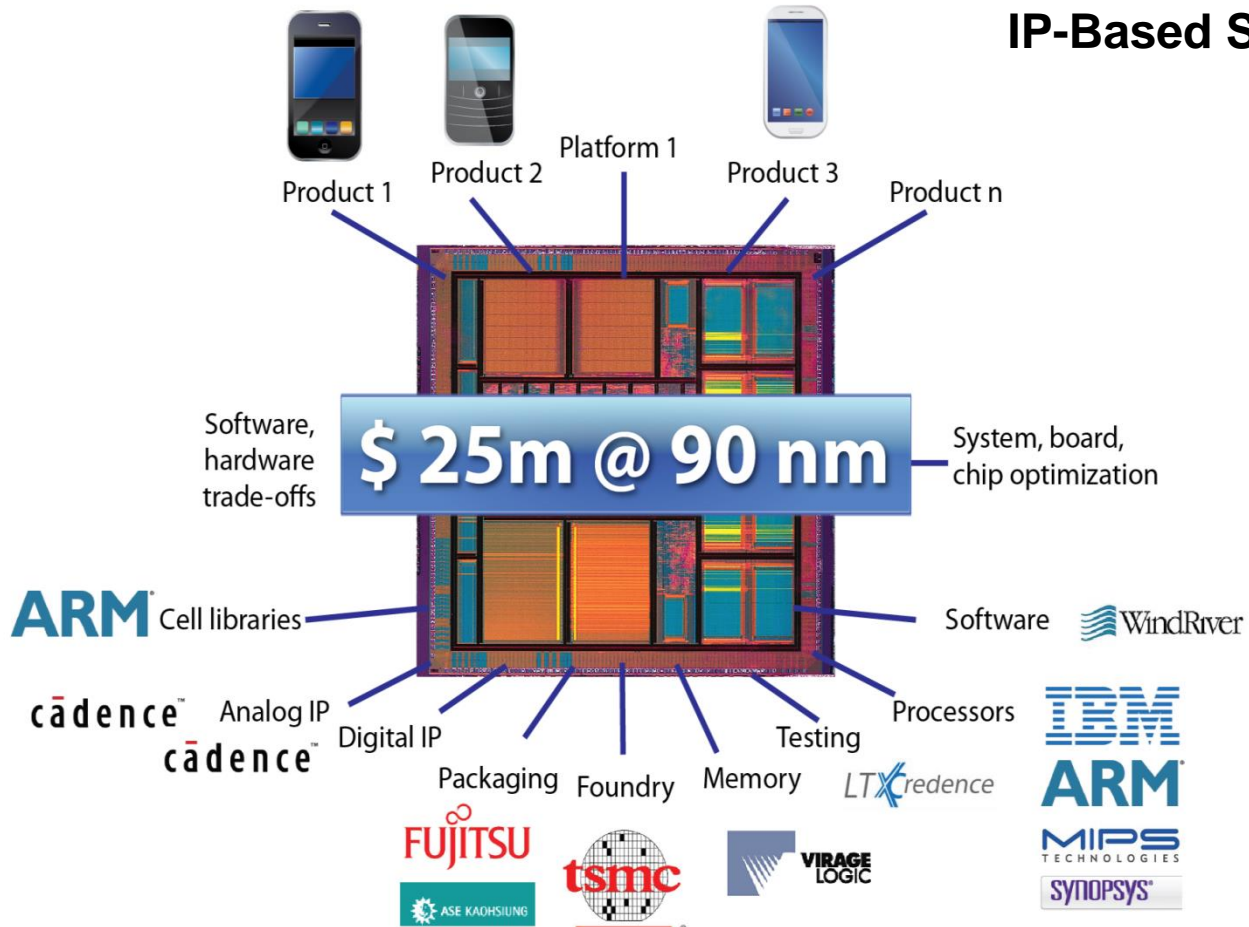 IP-Based S
Product 1
Product 2
Platform 1
Product 3
Product n
Software,
hardware
trade-offs
$ 25m @ 90 nm
System, board,
chip optimization
ARM Cell libraries
Software WindRiver
cādence™ Analog IP
cādence™
Digital IP
Packaging
Foundry
Memory
Testing
Processors
LTXCredence
IBM
ARM
MIPS
TECHNOLOGIES
SYNOPSYS®
FUJITSU
ASE KAOHSIUNG
tsmc
VIRAGE
LOGIC